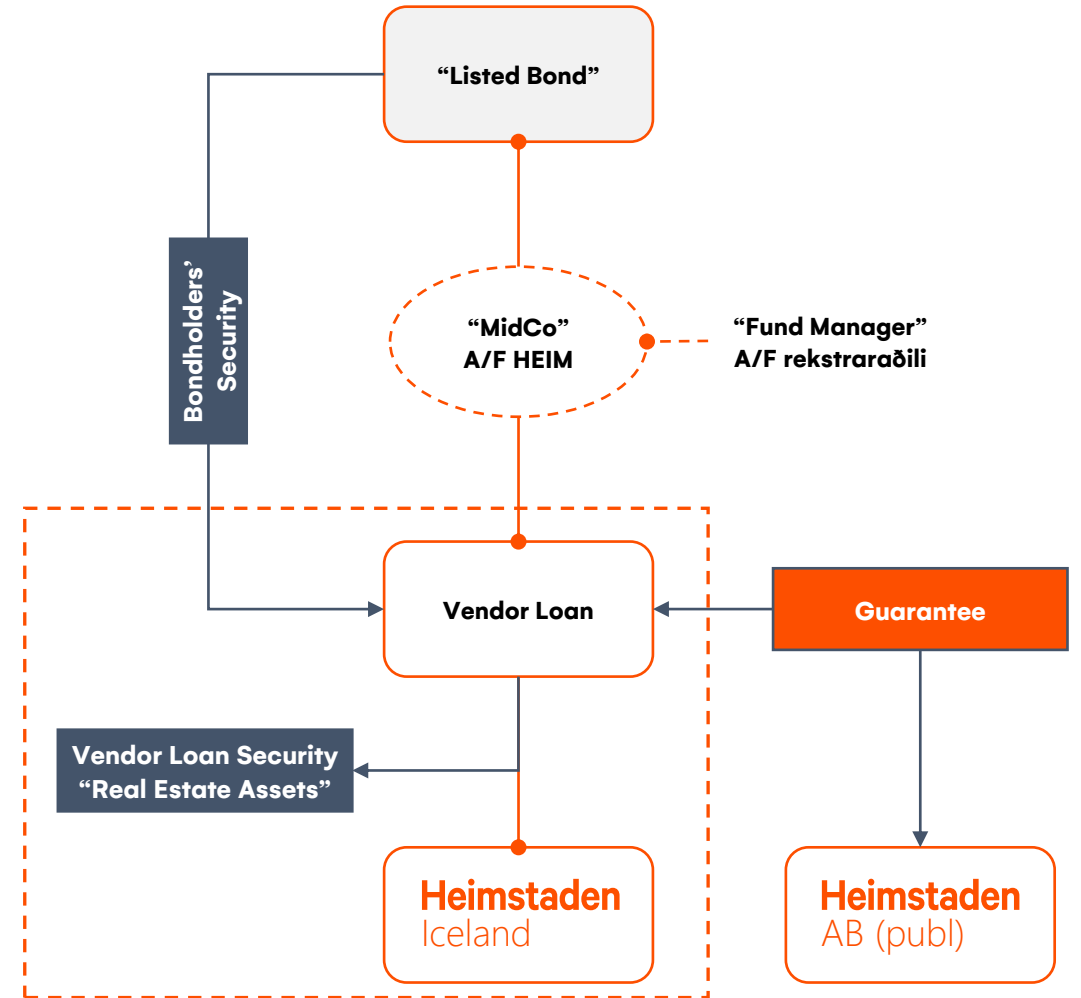 “Listed Bond”
Bondholders’
Security
“MidCo”
A/F HEIM
“Fund Manager”
A/F rekstraraðili
Vendor Loan
Guarantee
Vendor Loan Security
“Real Estate Assets”
Heimstaden
Iceland
Heimstaden
AB (publ)